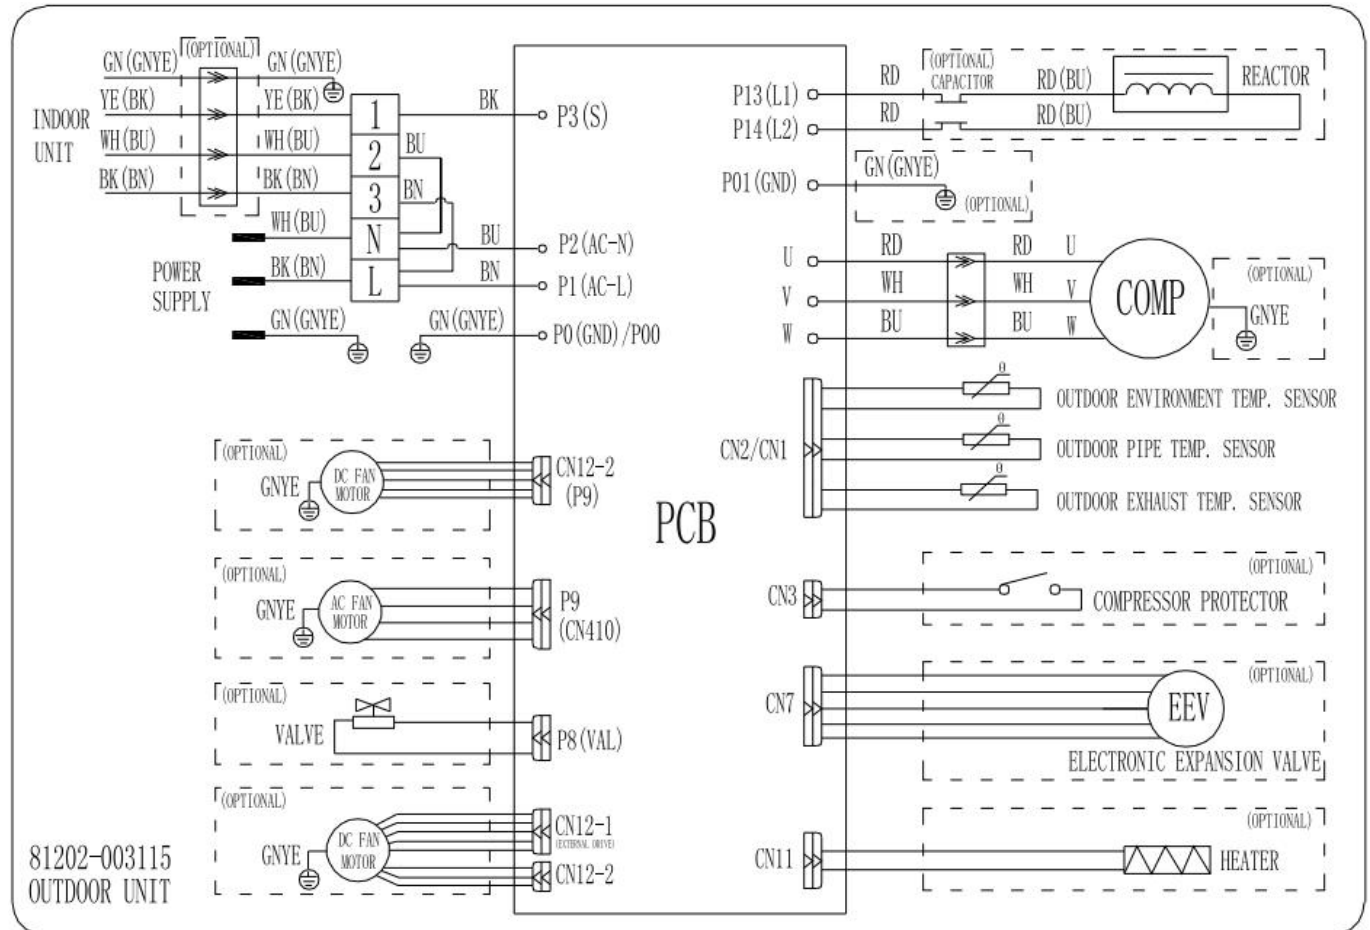 (OPTIONAL)
GN(GNYE) GN(GNYE)
YE(BK) YE(BK)
INDOOR
UNIT
WH(BU) WH(BU)
BK(BN) BK(BN)
1
2
3
N
L
BK
BU
BN
WH(BU)
BU
POWER
SUPPLY
BK(BN)
BN
GN(GNYE) GN(GNYE)
P3(S)
P2(AC-N)
P1(AC-L)
P0(GND)/P00
(OPTIONAL)
GNYE
DC FAN
MOTOR
CN12-2
(P9)
(OPTIONAL)
GNYE
AC FAN
MOTOR
P9
(CN410)
(OPTIONAL)
VALVE
P8(VAL)
(OPTIONAL)
GNYE
DC FAN
MOTOR
CN12-1
(EXTERNAL DRIVE)
CN12-2
81202-003115
OUTDOOR UNIT
PCB
P13(L1)
RD
(OPTIONAL)
CAPACITOR
RD(BU)
REACTOR
P14(L2)
RD
RD(BU)
P01(GND)
GN(GNYE)
(OPTIONAL)
U RD RD U
V WH WH V
W BU BU W
COMP
(OPTIONAL)
GNYE
CN2/CN1
θ
OUTDOOR ENVIRONMENT TEMP. SENSOR
θ
OUTDOOR PIPE TEMP. SENSOR
θ
OUTDOOR EXHAUST TEMP. SENSOR
(OPTIONAL)
CN3
COMPRESSOR PROTECTOR
(OPTIONAL)
CN7
EEV
ELECTRONIC EXPANSION VALVE
(OPTIONAL)
CN11
HEATER